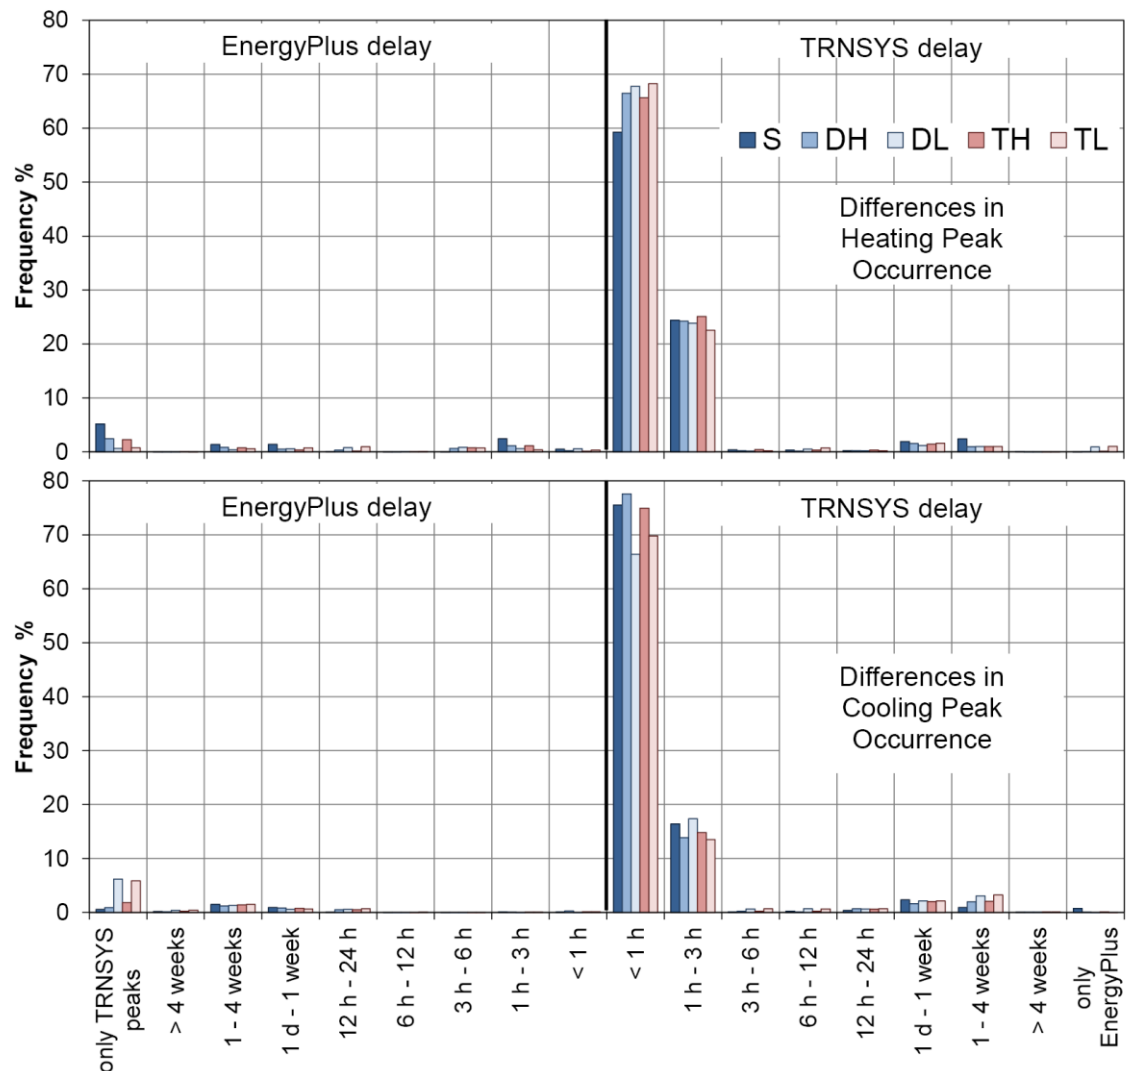 80
70
60
50
40
30
20
10
0
Frequency %
EnergyPlus delay
TRNSYS delay
S DH DL TH TL
Differences in
Heating Peak
Occurrence
80
70
60
50
40
30
20
10
0
Frequency %
EnergyPlus delay
TRNSYS delay
Differences in
Cooling Peak
Occurrence
only TRNSYS
peaks
> 4 weeks
1 - 4 weeks
1 d - 1 week
12 h - 24 h
6 h - 12 h
3 h - 6 h
1 h - 3 h
< 1 h
< 1 h
1 h - 3 h
3 h - 6 h
6 h - 12 h
12 h - 24 h
1 d - 1 week
1 - 4 weeks
> 4 weeks
only
EnergyPlus